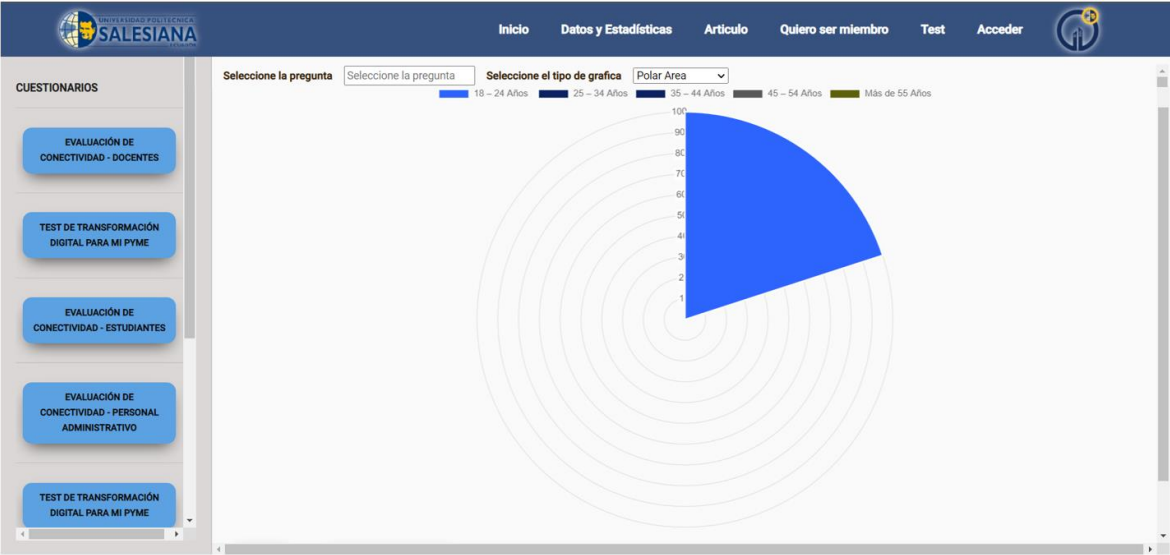 UNIVERSIDAD POLITÉCNICA
SALESIANA
ECUADOR
Inicio Datos y Estadísticas Articulo Quiero ser miembro Test Acceder
CUESTIONARIOS
EVALUACIÓN DE
CONECTIVIDAD - DOCENTES
TEST DE TRANSFORMACIÓN
DIGITAL PARA MI PYME
EVALUACIÓN DE
CONECTIVIDAD - ESTUDIANTES
EVALUACIÓN DE
CONECTIVIDAD - PERSONAL
ADMINISTRATIVO
TEST DE TRANSFORMACIÓN
DIGITAL PARA MI PYME
Seleccione la pregunta Seleccione la pregunta Seleccione el tipo de grafica Polar Area
18 – 24 Años 25 – 34 Años 35 – 44 Años 45 – 54 Años Más de 55 Años
100
90
80
70
60
50
40
3
2
1